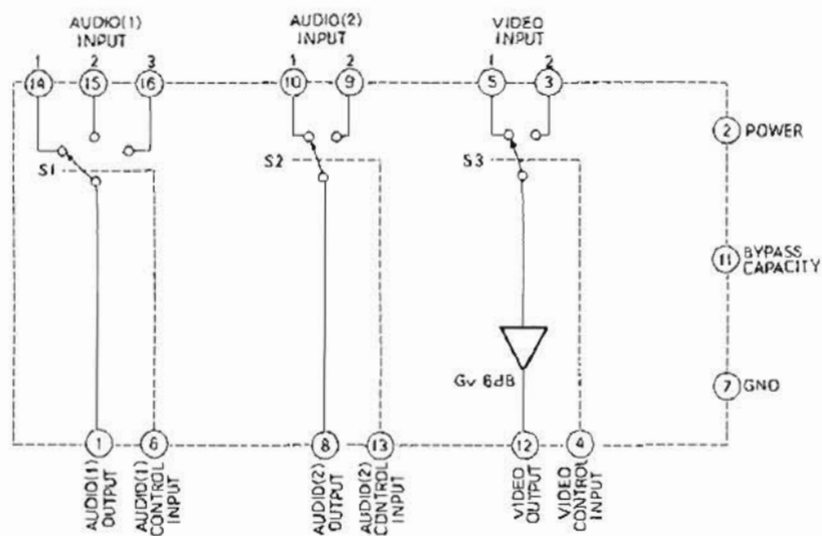 AUDIO(1)
INPUT
AUDIO(2)
INPUT
VIDEO
INPUT
1
2
3
1
2
1
2
14
15
16
10
9
5
3
2
POWER
S1
S2
S3
11
BYPASS
CAPACITY
Gv 6dB
7
GND
1
6
8
13
12
4
AUDIO(1)
OUTPUT
AUDIO(1)
CONTROL
INPUT
AUDIO(2)
OUTPUT
AUDIO(2)
CONTROL
INPUT
VIDEO
OUTPUT
VIDEO
CONTROL
INPUT